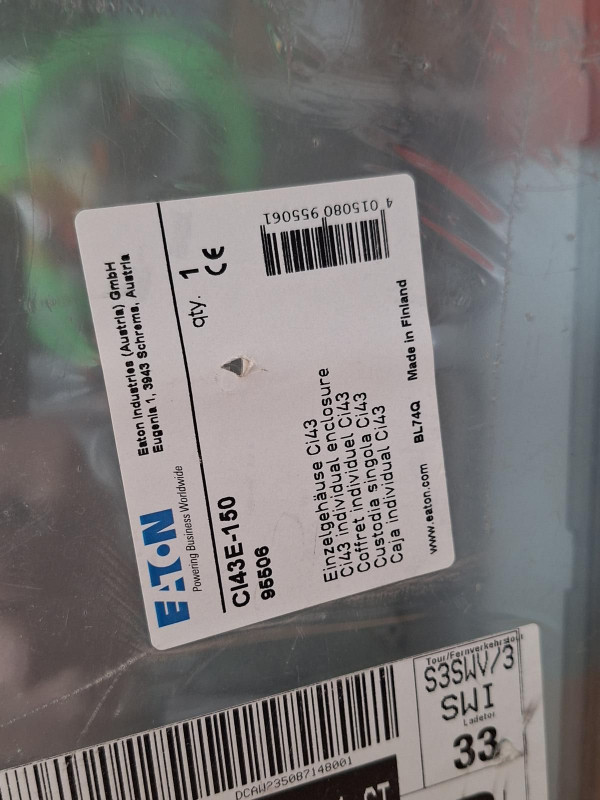 EATON
Powering Business Worldwide
Eaton Industries (Austria) GmbH
Eugenia 1, 3943 Schrems, Austria
CI43E-150
95506
qty. 1
CE
Einzelgehäuse Ci43
Ci43 individual enclosure
Coffret individuel Ci43
Custodia singola Ci43
Caja individual Ci43
4 015080 955061
www.eaton.com BL74Q Made in Finland
Tour/Fernverkehrstour
S3SWV/3
SWI
Ladetor
33
DCAW235087148001